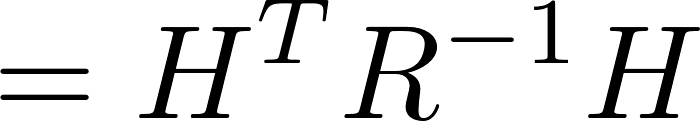 = H^T R^{-1} H